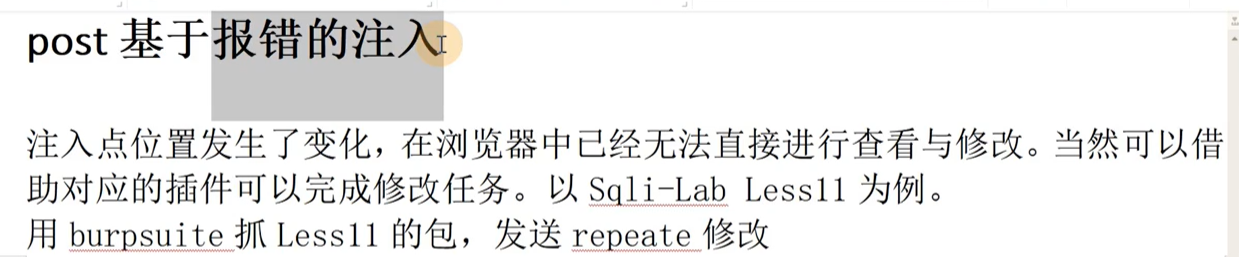 post 基于报错的注入
注入点位置发生了变化，在浏览器中已经无法直接进行查看与修改。当然可以借
助对应的插件可以完成修改任务。以 Sqli-Lab Less11 为例。
用 burpsuite 抓 Less11 的包，发送 repeate 修改